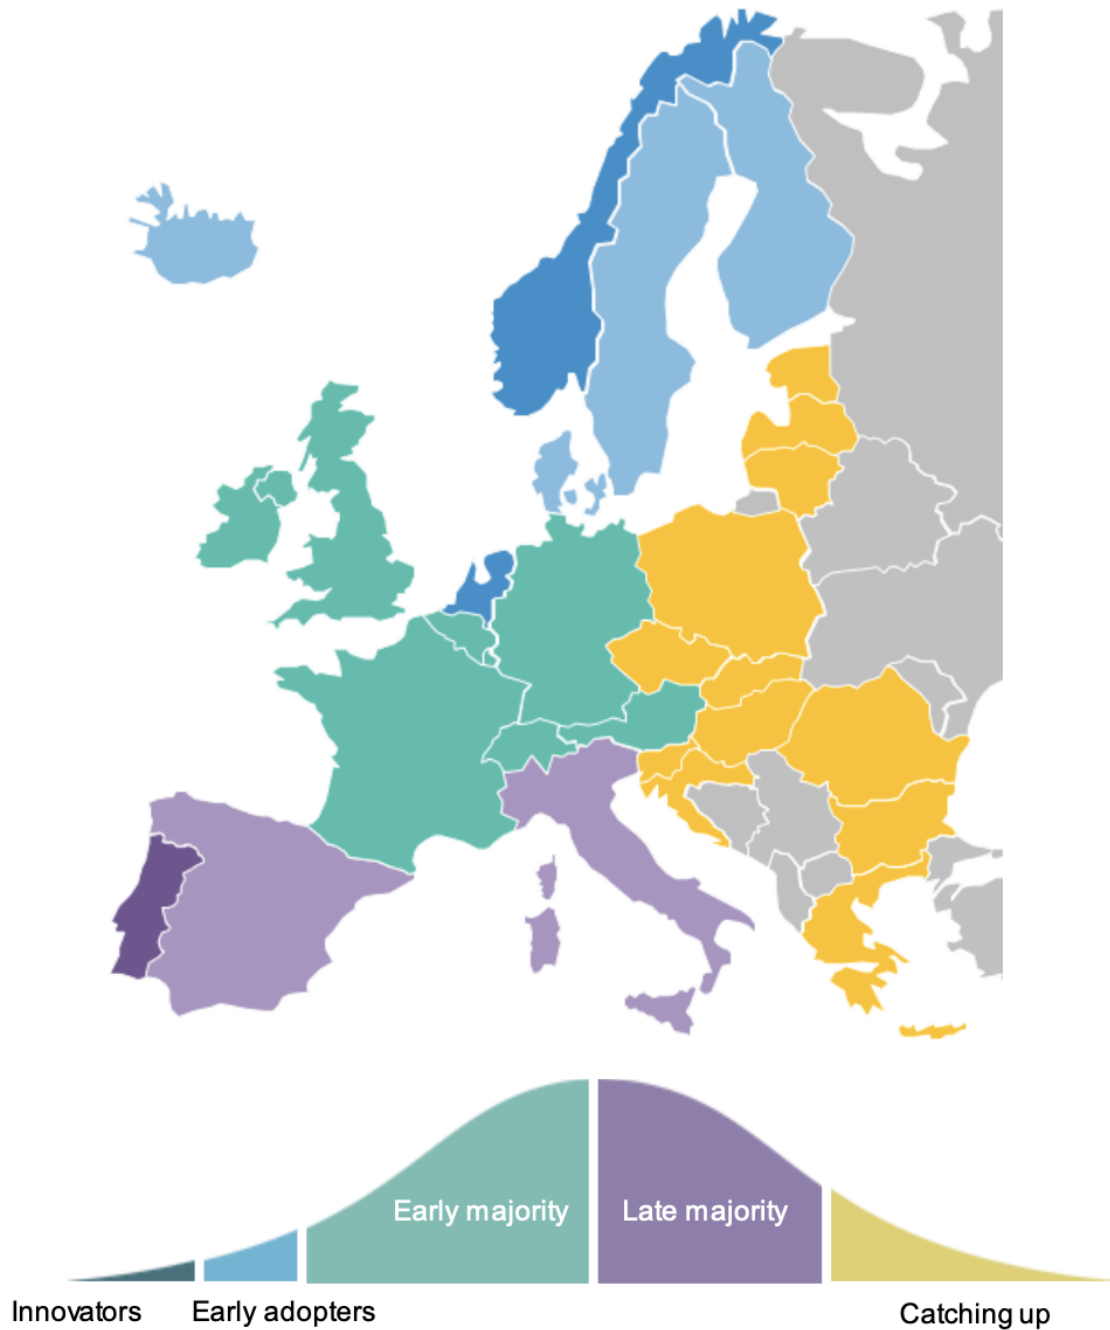 Early majority
Late majority
Innovators
Early adopters
Catching up